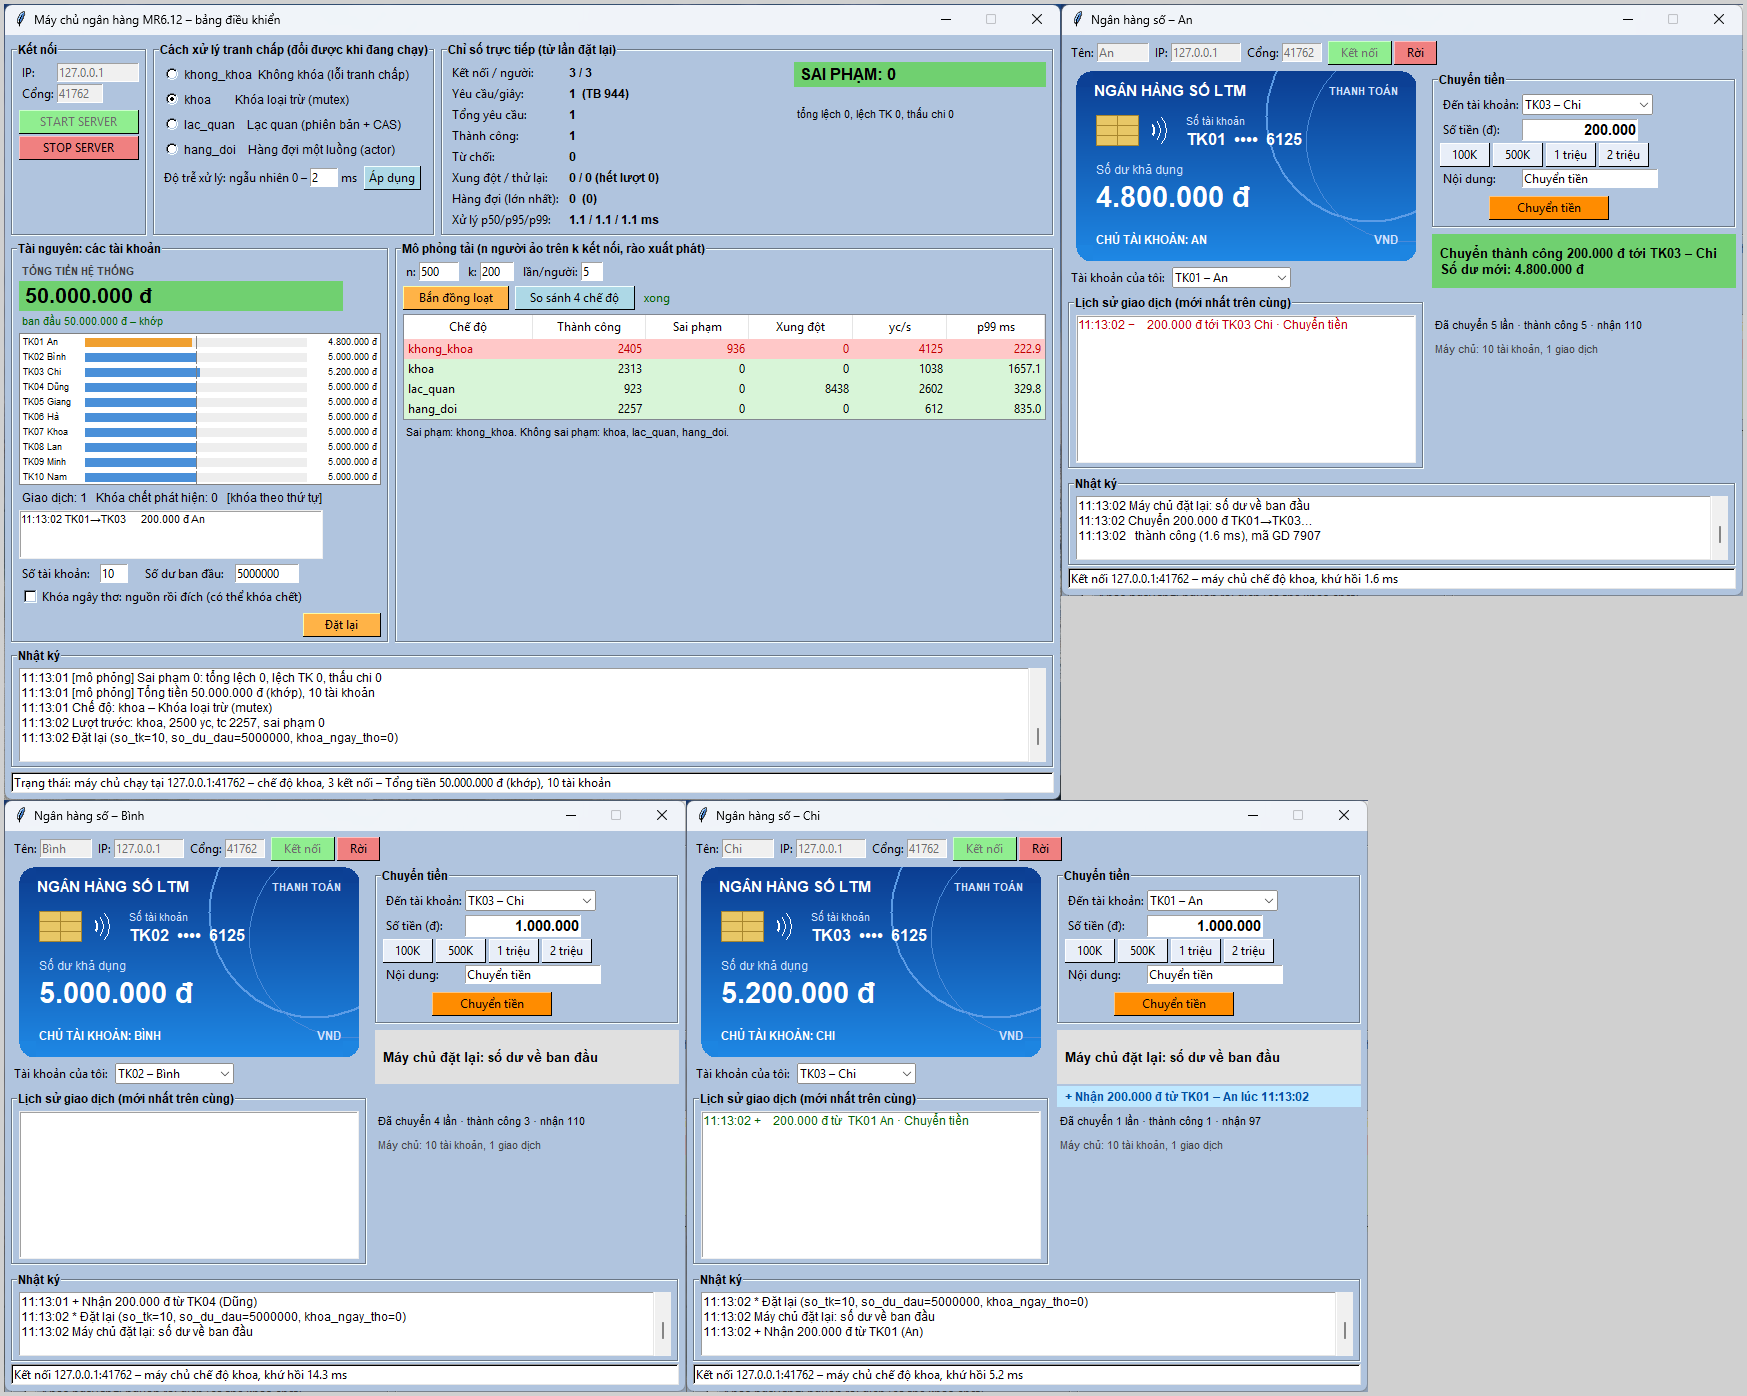 Máy chủ ngân hàng MR6.12 – bảng điều khiển
Kết nối
IP: 127.0.0.1
Cổng: 41762
START SERVER
STOP SERVER
Cách xử lý tranh chấp (đổi được khi đang chạy)
khong_khoa Không khóa (lỗi tranh chấp)
khoa Khóa loại trừ (mutex)
lac_quan Lạc quan (phiên bản + CAS)
hang_doi Hàng đợi một luồng (actor)
Độ trễ xử lý: ngẫu nhiên 0 – 2 ms Áp dụng
Chỉ số trực tiếp (từ lần đặt lại)
Kết nối / người: 3 / 3
Yêu cầu/giây: 1 (TB 944)
Tổng yêu cầu: 1
Thành công: 1
Từ chối: 0
Xung đột / thử lại: 0 / 0 (hết lượt 0)
Hàng đợi (lớn nhất): 0 (0)
Xử lý p50/p95/p99: 1.1 / 1.1 / 1.1 ms
SAI PHẠM: 0
tổng lệch 0, lệch TK 0, thấu chi 0
Tài nguyên: các tài khoản
TỔNG TIỀN HỆ THỐNG
50.000.000 đ
ban đầu 50.000.000 đ – khớp
TK01 An 4.800.000 đ
TK02 Bình 5.000.000 đ
TK03 Chi 5.200.000 đ
TK04 Dũng 5.000.000 đ
TK05 Giang 5.000.000 đ
TK06 Hà 5.000.000 đ
TK07 Khoa 5.000.000 đ
TK08 Lan 5.000.000 đ
TK09 Minh 5.000.000 đ
TK10 Nam 5.000.000 đ
Giao dịch: 1 Khóa chết phát hiện: 0 [khóa theo thứ tự]
11:13:02 TK01→TK03 200.000 đ An
Số tài khoản: 10 Số dư ban đầu: 5000000
Khóa ngây thơ: nguồn rồi đích (có thể khóa chết)
Đặt lại
Mô phỏng tải (n người ảo trên k kết nối, rào xuất phát)
n: 500 k: 200 lần/người: 5
Bắn đồng loạt So sánh 4 chế độ xong
Chế độ Thành công Sai phạm Xung đột yc/s p99 ms
khong_khoa 2405 936 0 4125 222.9
khoa 2313 0 0 1038 1657.1
lac_quan 923 0 8438 2602 329.8
hang_doi 2257 0 0 612 835.0
Sai phạm: khong_khoa. Không sai phạm: khoa, lac_quan, hang_doi.
Nhật ký
11:13:01 [mô phỏng] Sai phạm 0: tổng lệch 0, lệch TK 0, thấu chi 0
11:13:01 [mô phỏng] Tổng tiền 50.000.000 đ (khớp), 10 tài khoản
11:13:01 Chế độ: khoa – Khóa loại trừ (mutex)
11:13:02 Lượt trước: khoa, 2500 yc, tc 2257, sai phạm 0
11:13:02 Đặt lại (so_tk=10, so_du_dau=5000000, khoa_ngay_tho=0)
Trạng thái: máy chủ chạy tại 127.0.0.1:41762 – chế độ khoa, 3 kết nối – Tổng tiền 50.000.000 đ (khớp), 10 tài khoản
Ngân hàng số – An
Tên: An IP: 127.0.0.1 Cổng: 41762 Kết nối Rời
NGÂN HÀNG SỐ LTM THANH TOÁN
Số tài khoản
TK01 •••• 6125
Số dư khả dụng
4.800.000 đ
CHỦ TÀI KHOẢN: AN VND
Tài khoản của tôi: TK01 – An
Chuyển tiền
Đến tài khoản: TK03 – Chi
Số tiền (đ): 200.000
100K 500K 1 triệu 2 triệu
Nội dung: Chuyển tiền
Chuyển tiền
Chuyển thành công 200.000 đ tới TK03 – Chi
Số dư mới: 4.800.000 đ
Lịch sử giao dịch (mới nhất trên cùng)
11:13:02 − 200.000 đ tới TK03 Chi · Chuyển tiền
Đã chuyển 5 lần · thành công 5 · nhận 110
Máy chủ: 10 tài khoản, 1 giao dịch
Nhật ký
11:13:02 Máy chủ đặt lại: số dư về ban đầu
11:13:02 Chuyển 200.000 đ TK01→TK03...
11:13:02 thành công (1.6 ms), mã GD 7907
Kết nối 127.0.0.1:41762 – máy chủ chế độ khoa, khứ hồi 1.6 ms
Ngân hàng số – Bình
Tên: Bình IP: 127.0.0.1 Cổng: 41762 Kết nối Rời
NGÂN HÀNG SỐ LTM THANH TOÁN
Số tài khoản
TK02 •••• 6125
Số dư khả dụng
5.000.000 đ
CHỦ TÀI KHOẢN: BÌNH VND
Tài khoản của tôi: TK02 – Bình
Chuyển tiền
Đến tài khoản: TK03 – Chi
Số tiền (đ): 1.000.000
100K 500K 1 triệu 2 triệu
Nội dung: Chuyển tiền
Chuyển tiền
Máy chủ đặt lại: số dư về ban đầu
Lịch sử giao dịch (mới nhất trên cùng)
Đã chuyển 4 lần · thành công 3 · nhận 110
Máy chủ: 10 tài khoản, 1 giao dịch
Nhật ký
11:13:01 + Nhận 200.000 đ từ TK04 (Dũng)
11:13:02 * Đặt lại (so_tk=10, so_du_dau=5000000, khoa_ngay_tho=0)
11:13:02 Máy chủ đặt lại: số dư về ban đầu
Kết nối 127.0.0.1:41762 – máy chủ chế độ khoa, khứ hồi 14.3 ms
Ngân hàng số – Chi
Tên: Chi IP: 127.0.0.1 Cổng: 41762 Kết nối Rời
NGÂN HÀNG SỐ LTM THANH TOÁN
Số tài khoản
TK03 •••• 6125
Số dư khả dụng
5.200.000 đ
CHỦ TÀI KHOẢN: CHI VND
Tài khoản của tôi: TK03 – Chi
Chuyển tiền
Đến tài khoản: TK01 – An
Số tiền (đ): 1.000.000
100K 500K 1 triệu 2 triệu
Nội dung: Chuyển tiền
Chuyển tiền
Máy chủ đặt lại: số dư về ban đầu
+ Nhận 200.000 đ từ TK01 – An lúc 11:13:02
Lịch sử giao dịch (mới nhất trên cùng)
11:13:02 + 200.000 đ từ TK01 An · Chuyển tiền
Đã chuyển 1 lần · thành công 1 · nhận 97
Máy chủ: 10 tài khoản, 1 giao dịch
Nhật ký
11:13:02 * Đặt lại (so_tk=10, so_du_dau=5000000, khoa_ngay_tho=0)
11:13:02 Máy chủ đặt lại: số dư về ban đầu
11:13:02 + Nhận 200.000 đ từ TK01 (An)
Kết nối 127.0.0.1:41762 – máy chủ chế độ khoa, khứ hồi 5.2 ms